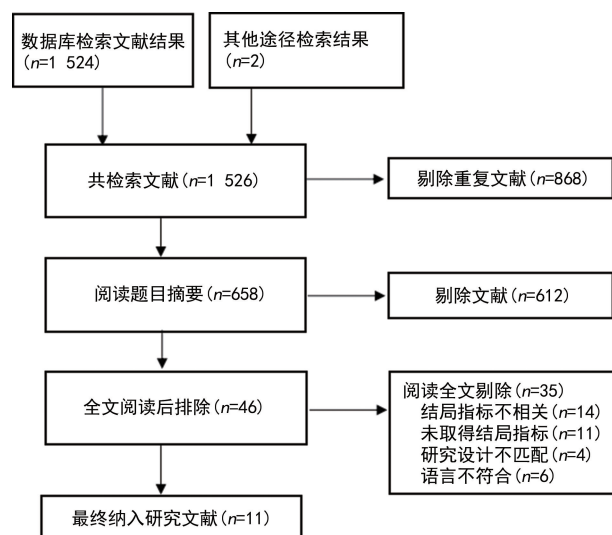 数据库检索文献结果
(n=1 524)
其他途径检索结果
(n=2)
共检索文献(n=1 526)
剔除重复文献(n=868)
阅读题目摘要(n=658)
剔除文献(n=612)
全文阅读后排除(n=46)
阅读全文剔除(n=35)
结局指标不相关(n=14)
未取得结局指标(n=11)
研究设计不匹配(n=4)
语言不符合(n=6)
最终纳入研究文献(n=11)